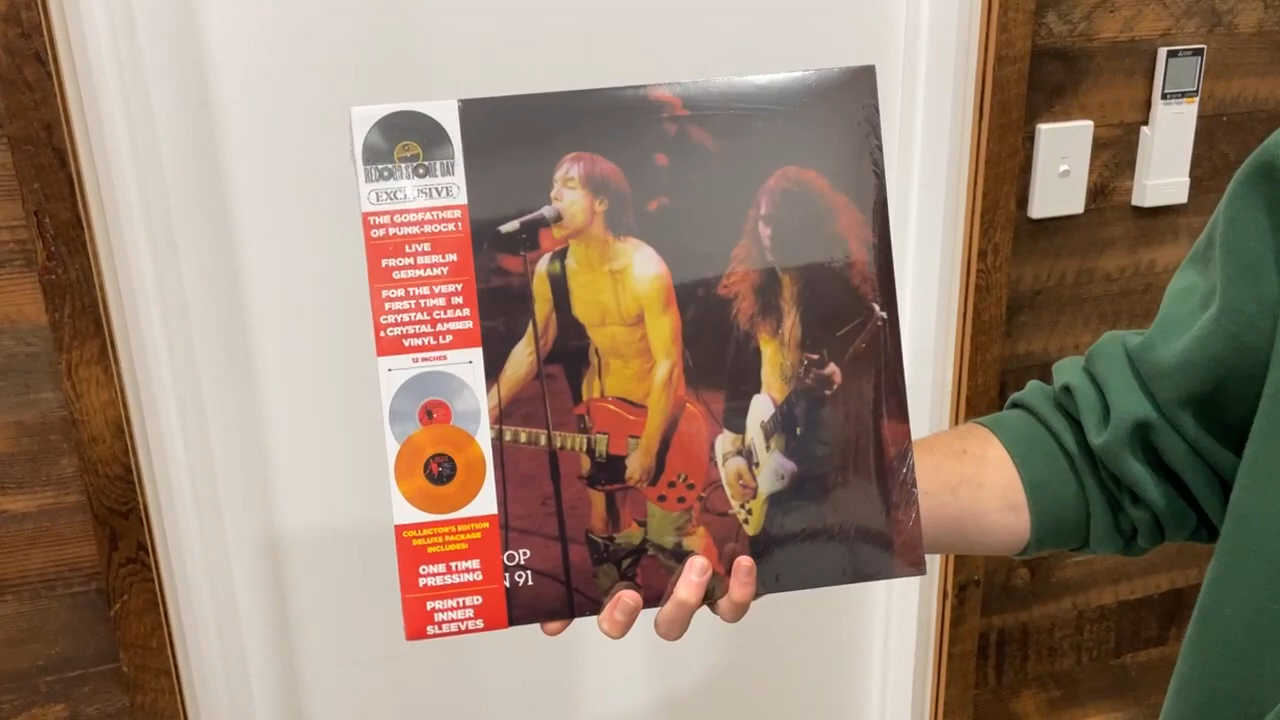 RECORD STORE DAY
EXCLUSIVE
THE GODFATHER
OF PUNK-ROCK !
LIVE
FROM BERLIN
GERMANY
FOR THE VERY
FIRST TIME IN
CRYSTAL CLEAR
& CRYSTAL AMBER
VINYL LP
12 INCHES
COLLECTOR'S EDITION
DELUXE PACKAGE
INCLUDES:
ONE TIME
PRESSING
PRINTED
INNER
SLEEVES
OP
N 91